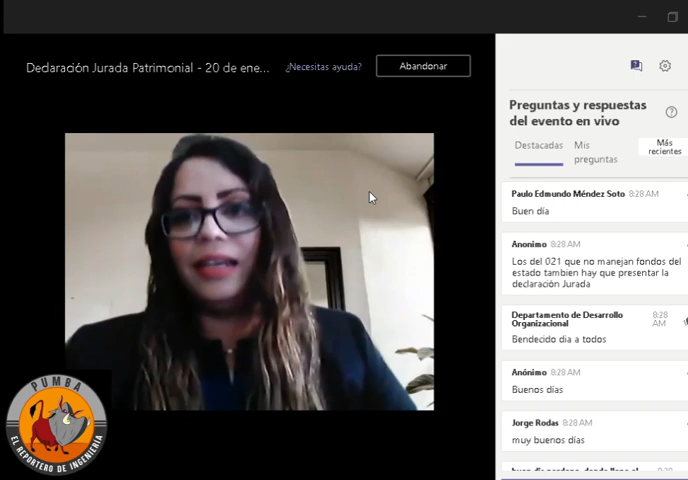 Declaración Jurada Patrimonial - 20 de ene...
¿Necesitas ayuda?
Abandonar
Preguntas y respuestas
del evento en vivo
Destacadas
Mis
preguntas
Más
recientes
Paulo Edmundo Méndez Soto 8:28 AM
Buen día
Anonimo 8:28 AM
Los del 021 que no manejan fondos del
estado tambien hay que presentar la
declaración Jurada
Departamento de Desarrollo
Organizacional
8:28
AM
Bendecido dia a todos
Anónimo 8:28 AM
Buenos días
Jorge Rodas 8:28 AM
muy buenos días
PUMBA
EL REPORTERO DE INGENIERÍA